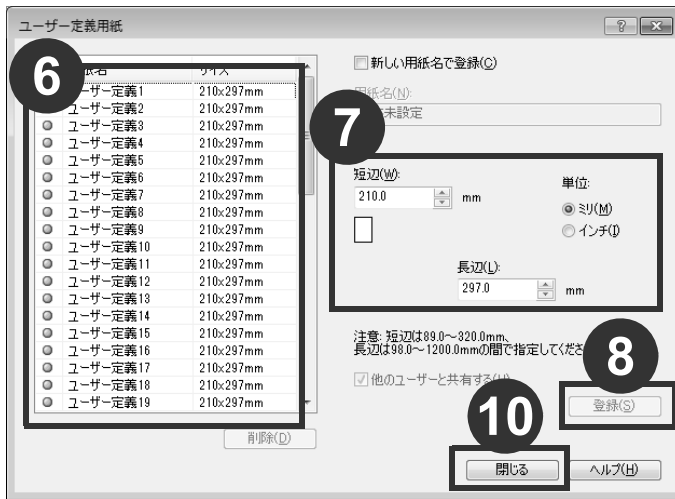 ユーザー定義用紙
6
サイズ
ユーザー定義1 210x297mm
ユーザー定義2 210x297mm
ユーザー定義3 210x297mm
ユーザー定義4 210x297mm
ユーザー定義5 210x297mm
ユーザー定義6 210x297mm
ユーザー定義7 210x297mm
ユーザー定義8 210x297mm
ユーザー定義9 210x297mm
ユーザー定義10 210x297mm
ユーザー定義11 210x297mm
ユーザー定義12 210x297mm
ユーザー定義13 210x297mm
ユーザー定義14 210x297mm
ユーザー定義15 210x297mm
ユーザー定義16 210x297mm
ユーザー定義17 210x297mm
ユーザー定義18 210x297mm
ユーザー定義19 210x297mm
削除(D)
新しい用紙名で登録(C)
用紙名(N):
未設定
7
短辺(W):
210.0 mm
単位:
ミリ(M)
インチ(I)
長辺(L):
297.0 mm
注意: 短辺は89.0～320.0mm、
長辺は98.0～1200.0mmの間で指定してくださ
他のユーザーと共有する
8
登録(S)
10
閉じる
ヘルプ(H)